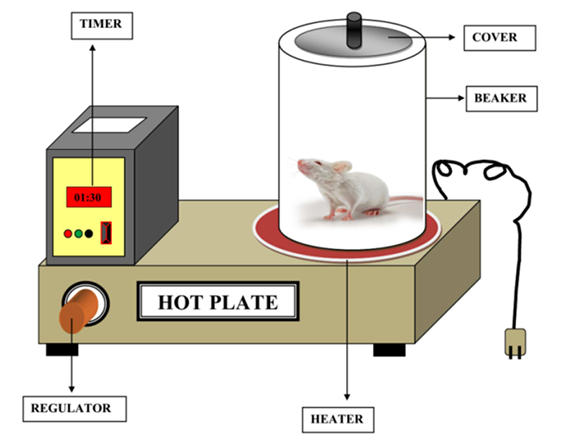 TIMER
COVER
BEAKER
01:30
HOT PLATE
REGULATOR
HEATER